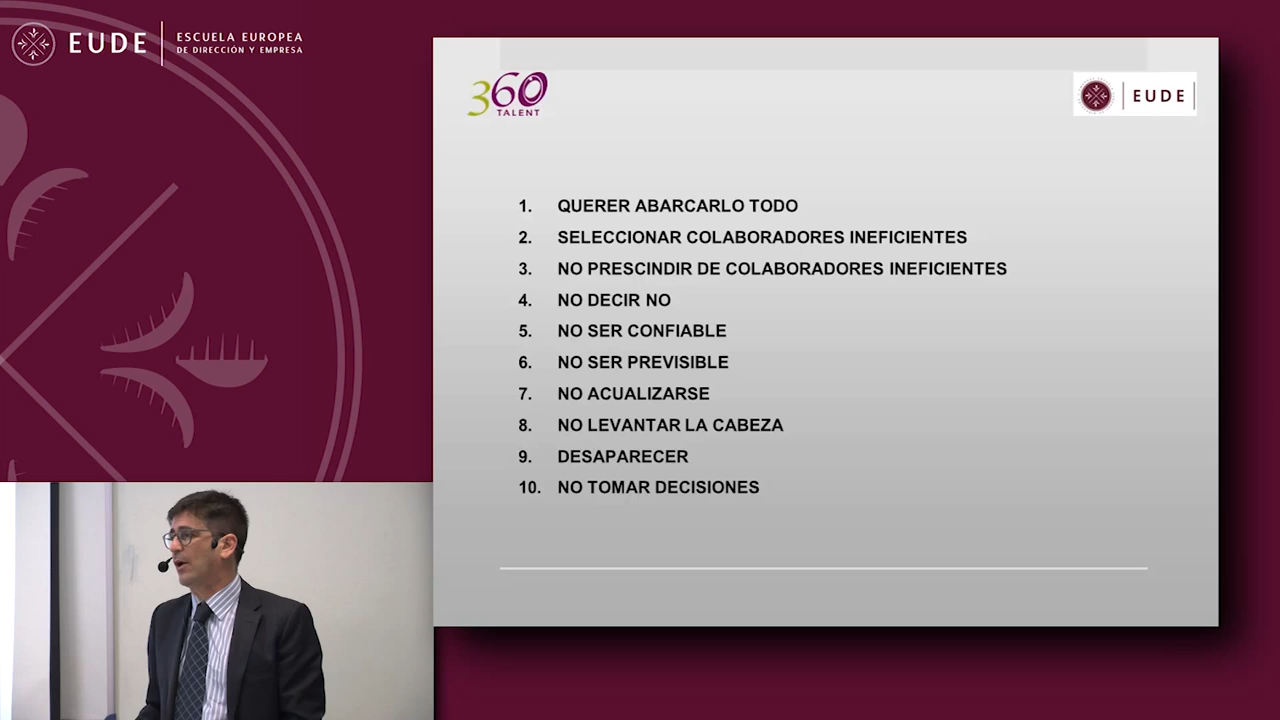 EUDE
ESCUELA EUROPEA
DE DIRECCIÓN Y EMPRESA
360
TALENT
EUDE
1. QUERER ABARCARLO TODO
2. SELECCIONAR COLABORADORES INEFICIENTES
3. NO PRESCINDIR DE COLABORADORES INEFICIENTES
4. NO DECIR NO
5. NO SER CONFIABLE
6. NO SER PREVISIBLE
7. NO ACUALIZARSE
8. NO LEVANTAR LA CABEZA
9. DESAPARECER
10. NO TOMAR DECISIONES